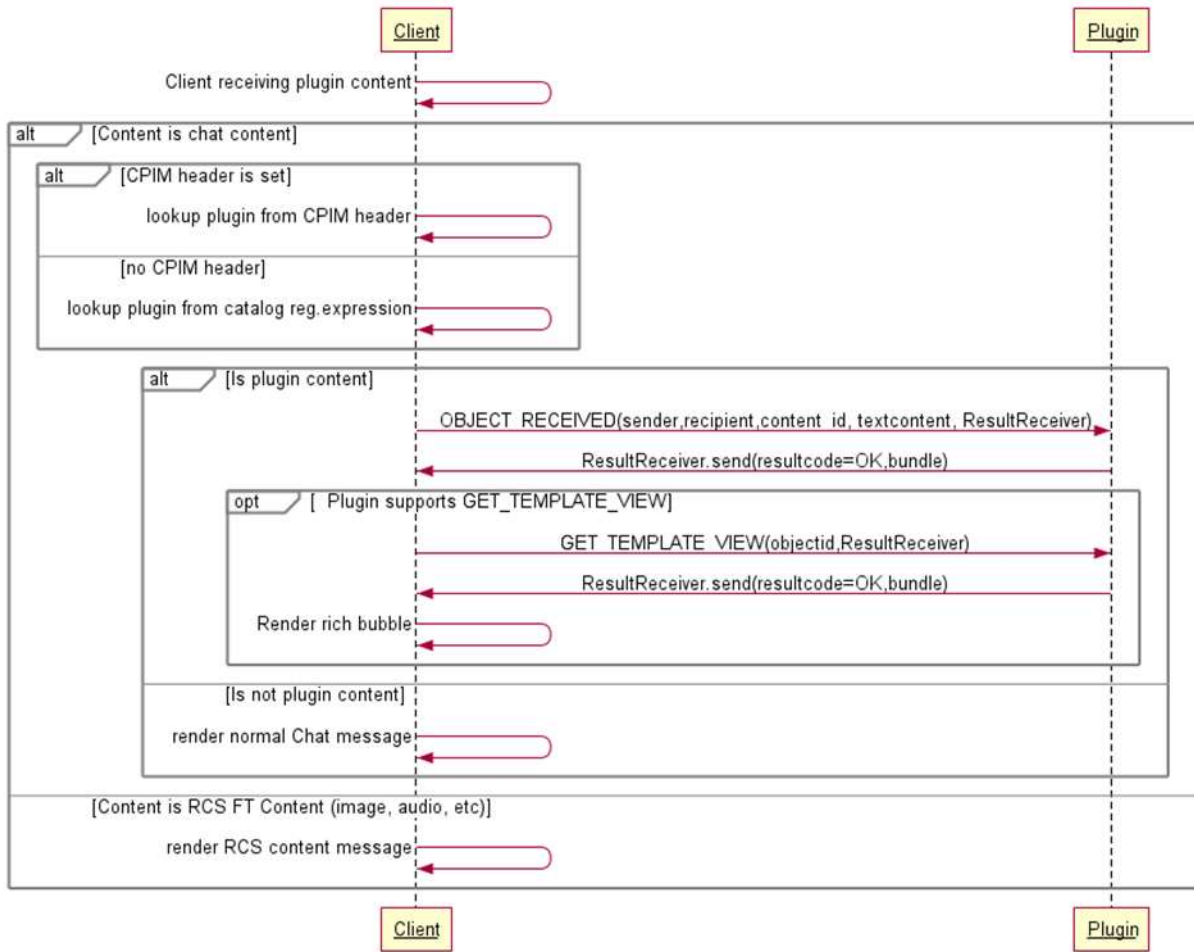 Client Plugin
Client receiving plugin content
alt [Content is chat content]
alt [CPIM header is set]
lookup plugin from CPIM header
[no CPIM header]
lookup plugin from catalog reg.expression
alt [Is plugin content]
OBJECT_RECEIVED(sender,recipient,content_id, textcontent, ResultReceiver)
ResultReceiver.send(resultcode=OK,bundle)
opt [ Plugin supports GET_TEMPLATE_VIEW]
GET_TEMPLATE_VIEW(objectid,ResultReceiver)
ResultReceiver.send(resultcode=OK,bundle)
Render rich bubble
[Is not plugin content]
render normal Chat message
[Content is RCS FT Content (image, audio, etc)]
render RCS content message
Client Plugin